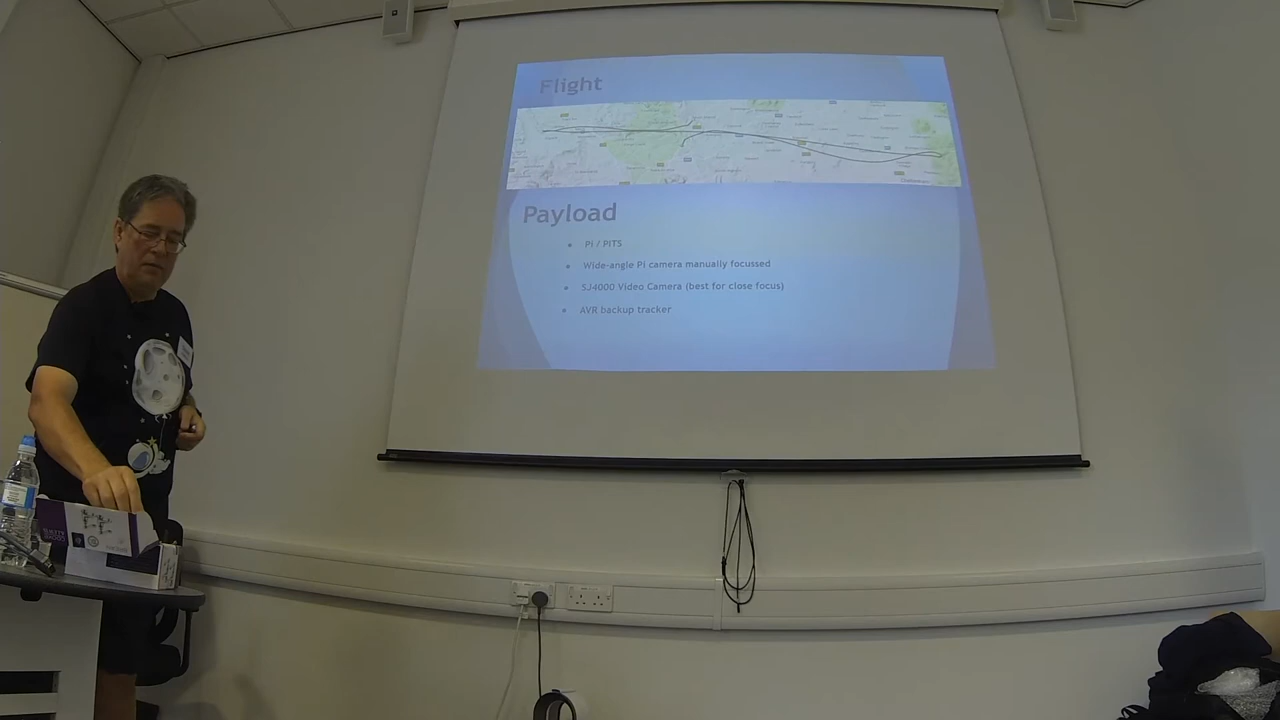 Flight
Payload
Pi / PITS
Wide-angle Pi camera manually focussed
SJ4000 Video Camera (best for close focus)
AVR backup tracker